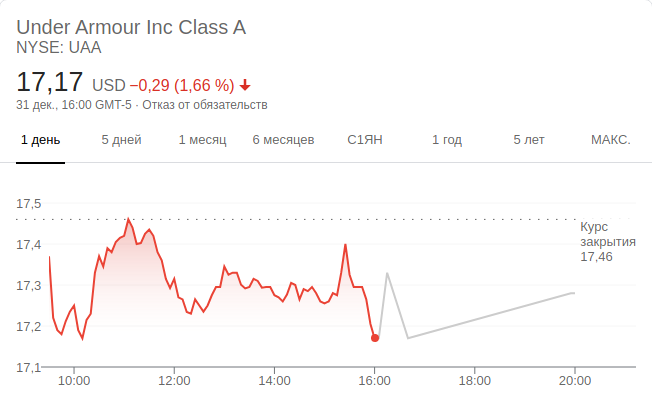 Under Armour Inc Class A
NYSE: UAA
17,17 USD −0,29 (1,66 %)
31 дек., 16:00 GMT-5 · Отказ от обязательств
1 день 5 дней 1 месяц 6 месяцев С1ЯН 1 год 5 лет МАКС.
17,5
Курс
закрытия
17,46
17,4
17,3
17,2
17,1
10:00 12:00 14:00 16:00 18:00 20:00